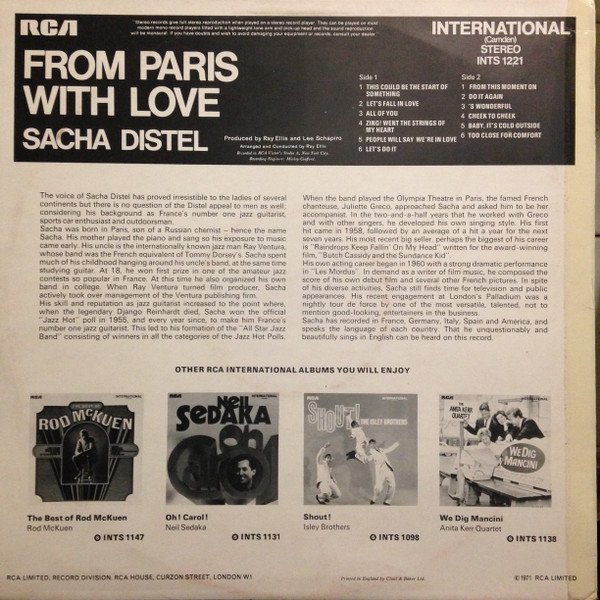 RCA
"Stereo records give full stereo reproduction when played on a stereo record player. They can be played on most
modern mono record players fitted with a lightweight tone arm and pick-up head and the sound reproduction
will be monaural. If you have doubts and wish to avoid damaging your equipment or records, consult your dealer
INTERNATIONAL
(Camden)
STEREO
INTS 1221
FROM PARIS
WITH LOVE
SACHA DISTEL
Produced by Ray Ellis and Lee Schapiro
Arranged and Conducted by Ray Ellis
Recorded in RCA Victor's Studio A, New York City
Recording Engineer: Mickey Crofford
Side 1
1 THIS COULD BE THE START OF
SOMETHING
2 LET'S FALL IN LOVE
3 ALL OF YOU
4 ZING! WENT THE STRINGS OF
MY HEART
5 PEOPLE WILL SAY WE'RE IN LOVE
6 LET'S DO IT
Side 2
1 FROM THIS MOMENT ON
2 DO IT AGAIN
3 'S WONDERFUL
4 CHEEK TO CHEEK
5 BABY, IT'S COLD OUTSIDE
6 TOO CLOSE FOR COMFORT
The voice of Sacha Distel has proved irresistible to the ladies of several
continents but there is no question of the Distel appeal to men as well,
considering his background as France's number one jazz guitarist,
sports car enthusiast and outdoorsman.
Sacha was born in Paris, son of a Russian chemist – hence the name
Sacha. His mother played the piano and sang so his exposure to music
came early. His uncle is the internationally known jazz man Ray Ventura,
whose band was the French equivalent of Tommy Dorsey's. Sacha spent
much of his childhood hanging around his uncle's band, at the same time
studying guitar. At 18, he won first prize in one of the amateur jazz
contests so popular in France. At this time he also organized his own
band in college. When Ray Ventura turned film producer, Sacha
actively took over management of the Ventura publishing firm.
His skill and reputation as jazz guitarist increased to the point where,
when the legendary Django Reinhardt died, Sacha won the official
"Jazz Hot" poll in 1955, and every year since, to make him France's
number one jazz guitarist. This led to his formation of the "All Star Jazz
Band" consisting of winners in all the categories of the Jazz Hot Polls.
When the band played the Olympia Theatre in Paris, the famed French
chanteuse, Juliette Greco, approached Sacha and asked him to be her
accompanist. In the two-and-a-half years that he worked with Greco
and with other singers, he developed his own singing style. His first
hit came in 1958, followed by an average of a hit a year for the next
seven years. His most recent big seller, perhaps the biggest of his career
is "Raindrops Keep Fallin' On My Head" written for the award-winning
film, "Butch Cassidy and the Sundance Kid".
His own acting career began in 1960 with a strong dramatic performance
in "Les Mordus". In demand as a writer of film music, he composed the
score of his own debut film and several other French pictures. In spite
of his diverse activities, Sacha still finds time for television and public
appearances. His recent engagement at London's Palladium was a
nightly tour de force by one of the most versatile, talented, not to
mention good-looking, entertainers in the business.
Sacha has recorded in France, Germany, Italy, Spain and America, and
speaks the language of each country. That he unquestionably and
beautifully sings in English can be heard on this record.
OTHER RCA INTERNATIONAL ALBUMS YOU WILL ENJOY
THE BEST OF
ROD McKUEN
Neil
SEDAKA
Oh!
Carol
SHOUT!
THE ISLEY BROTHERS
THE
ANITA KERR
QUARTET
WE DIG
MANCINI
The Best of Rod McKuen
Rod McKuen
INTS 1147
Oh! Carol!
Neil Sedaka
INTS 1131
Shout!
Isley Brothers
INTS 1098
We Dig Mancini
Anita Kerr Quartet
INTS 1138
RCA LIMITED, RECORD DIVISION, RCA HOUSE, CURZON STREET, LONDON W1
Printed in England by Clout & Baker Ltd.
© 1971 RCA LIMITED